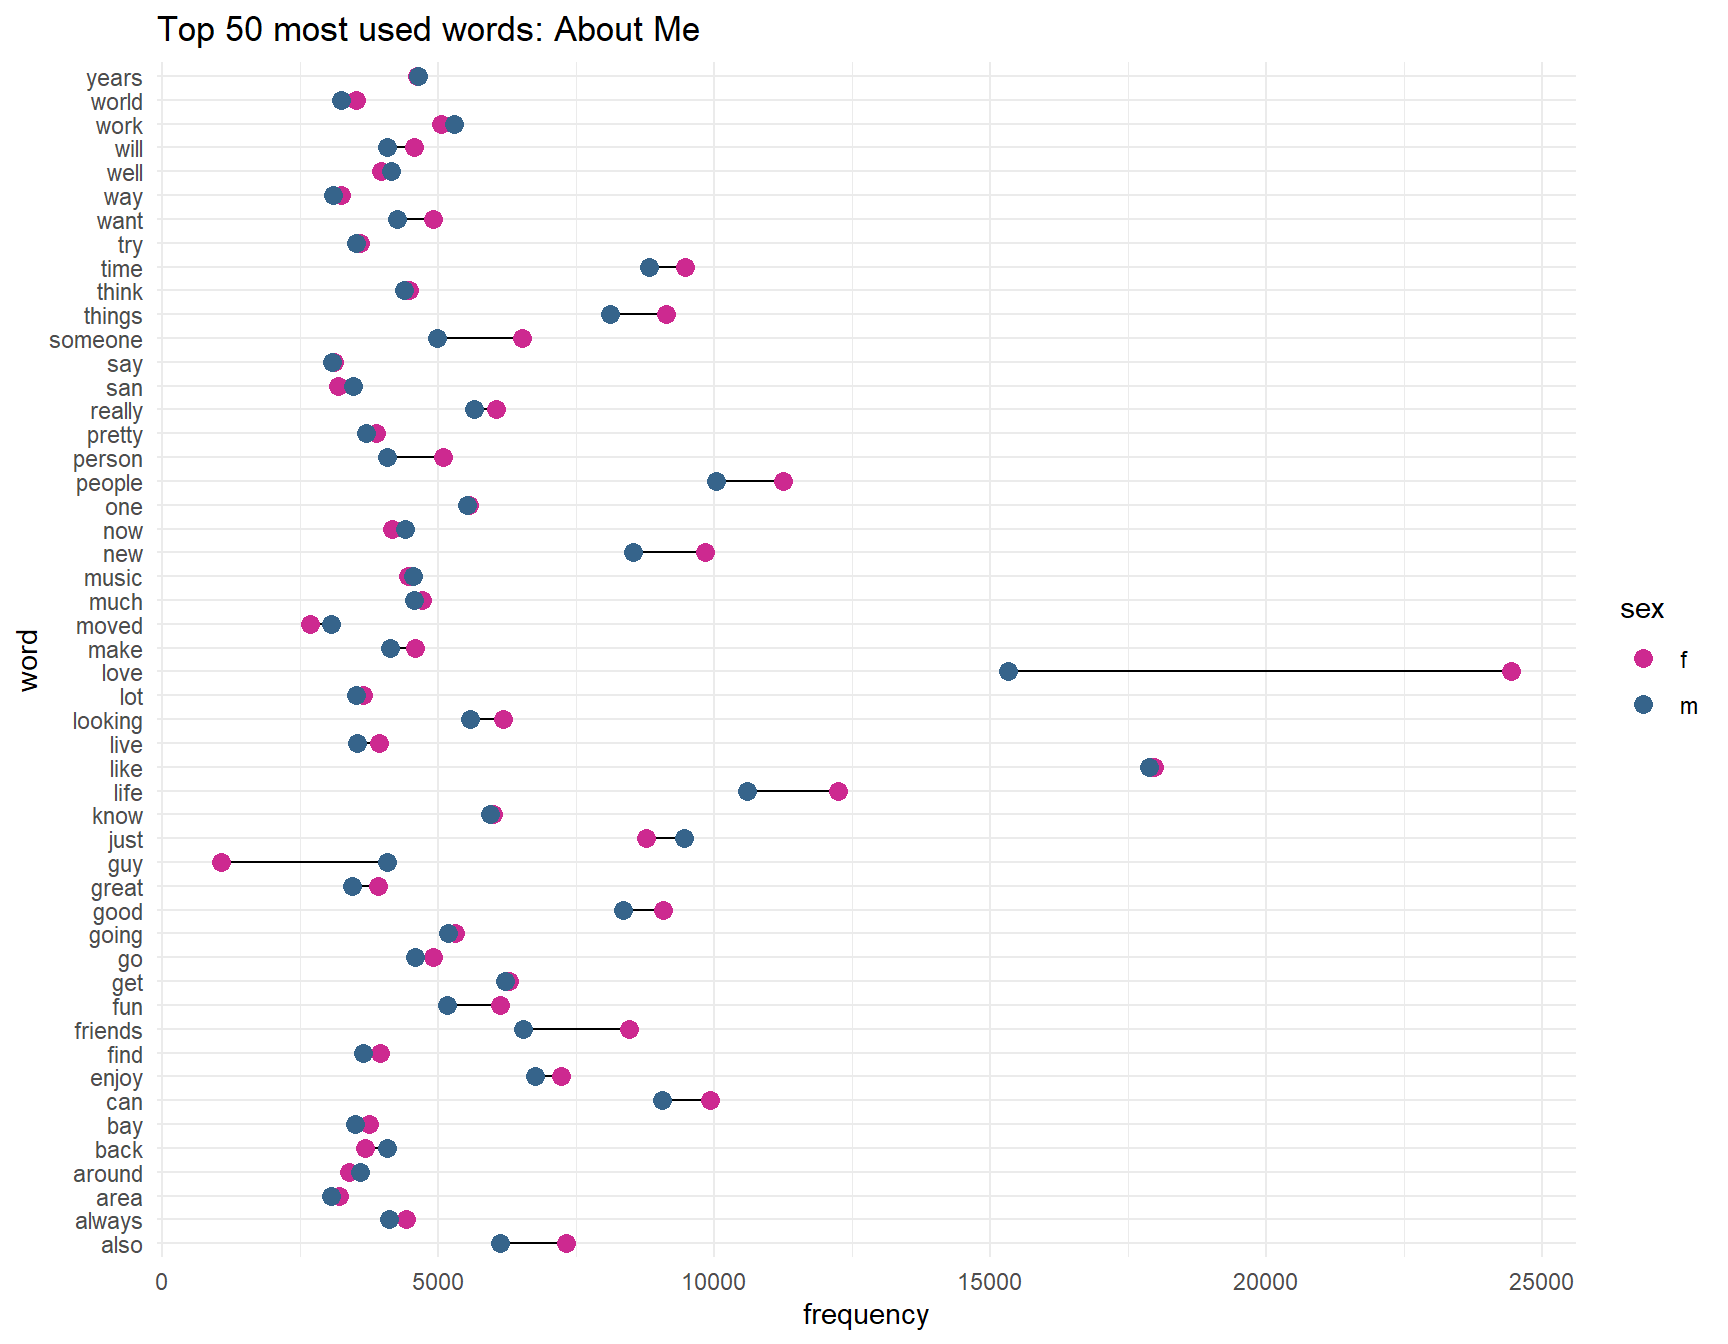 Top 50 most used words: About Me
years
world
work
will
well
way
want
try
time
think
things
someone
say
san
really
pretty
person
people
one
now
new
music
much
moved
make
love
lot
looking
live
like
life
know
just
guy
great
good
going
go
get
fun
friends
find
enjoy
can
bay
back
around
area
always
also
word
0 5000 10000 15000 20000 25000
frequency
sex
f
m